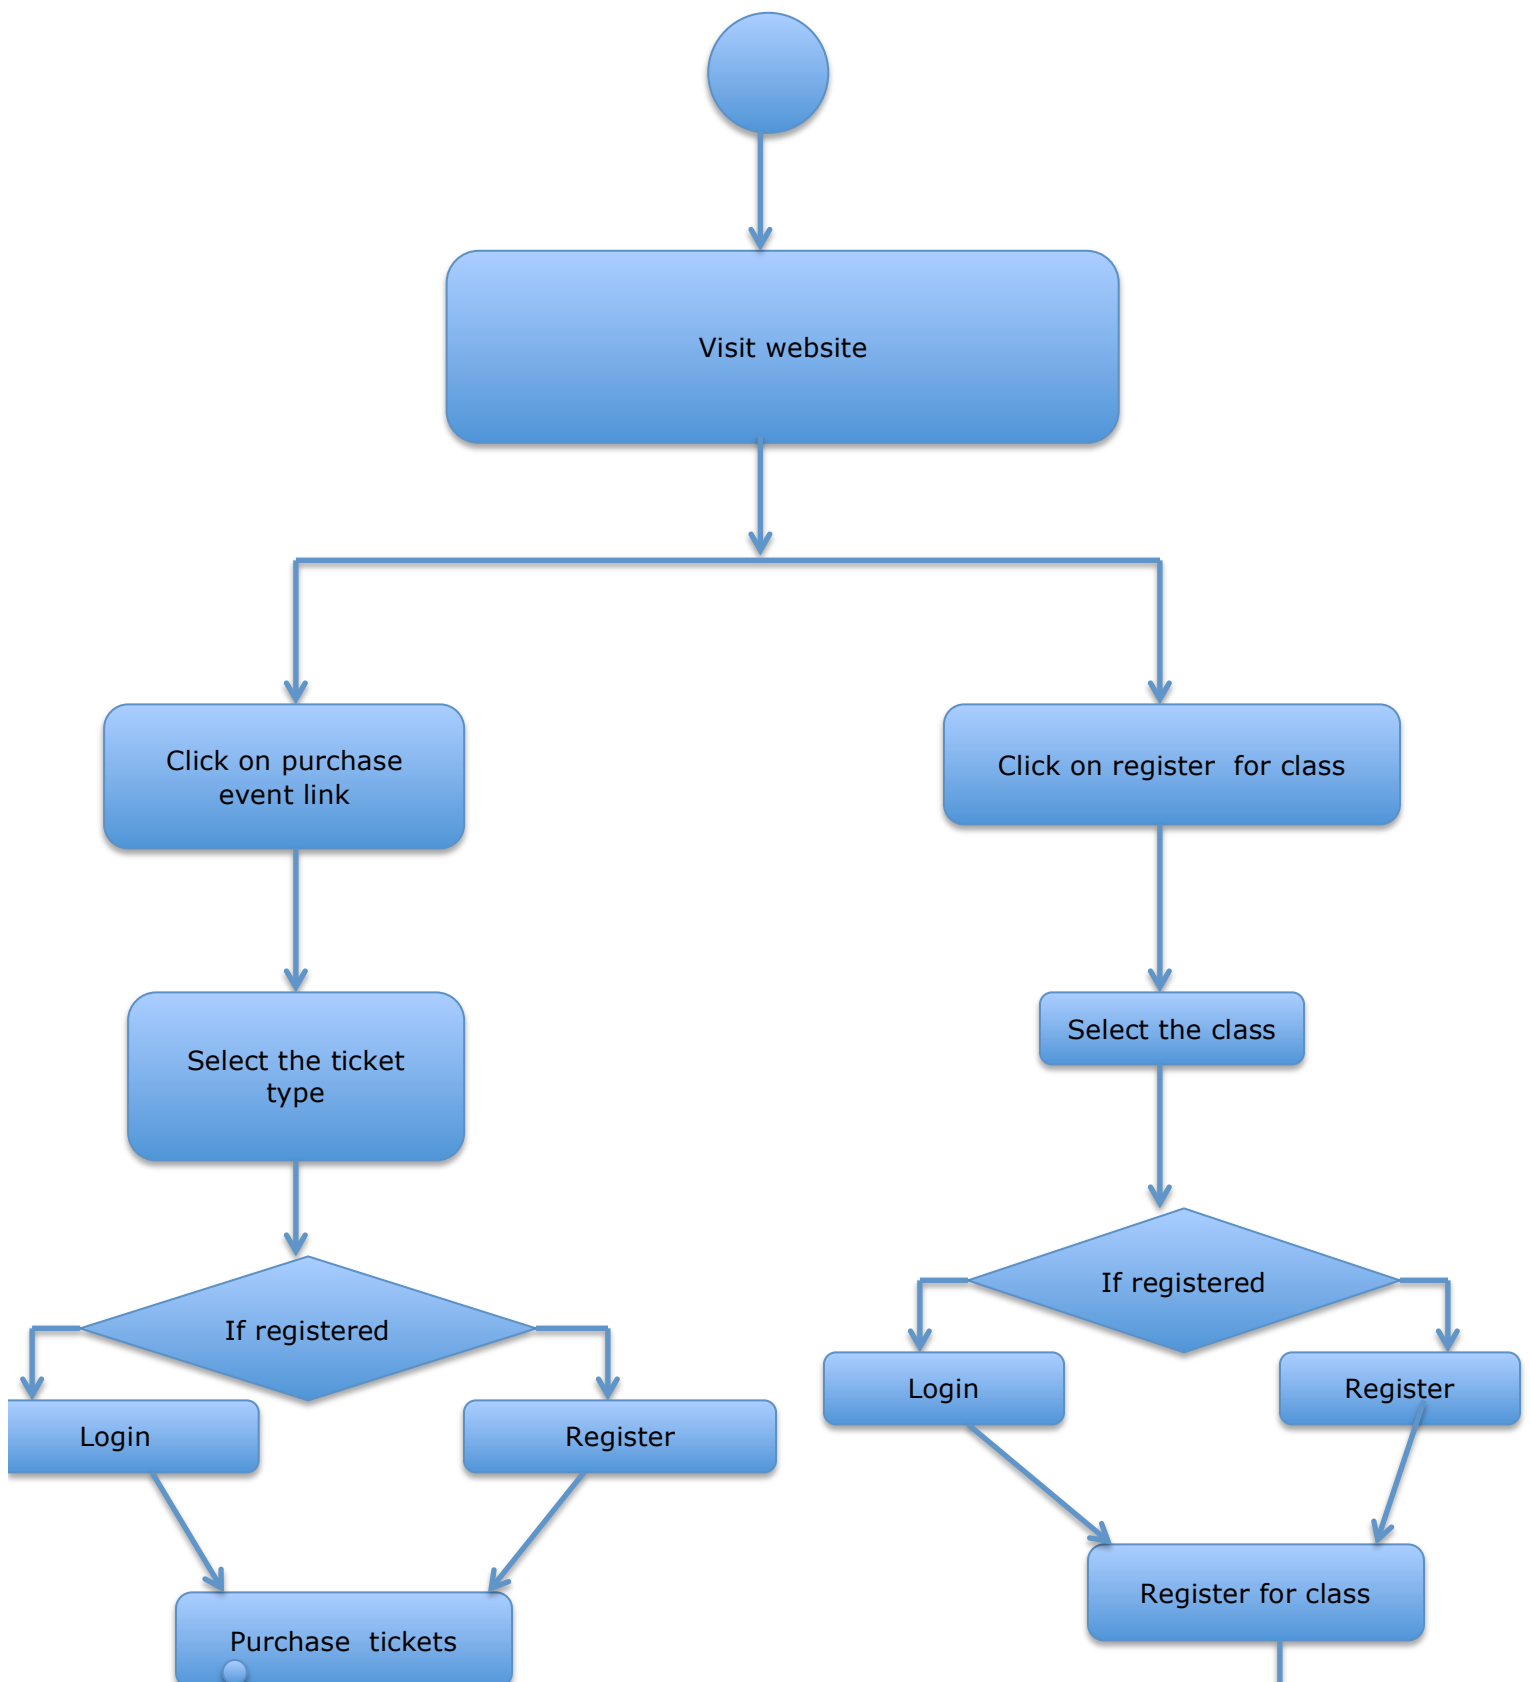 Visit website
Click on purchase
event link
Click on register  for class
Select the ticket
type
Select the class
If registered
If registered
Login
Register
Login
Register
Purchase  tickets
Register for class